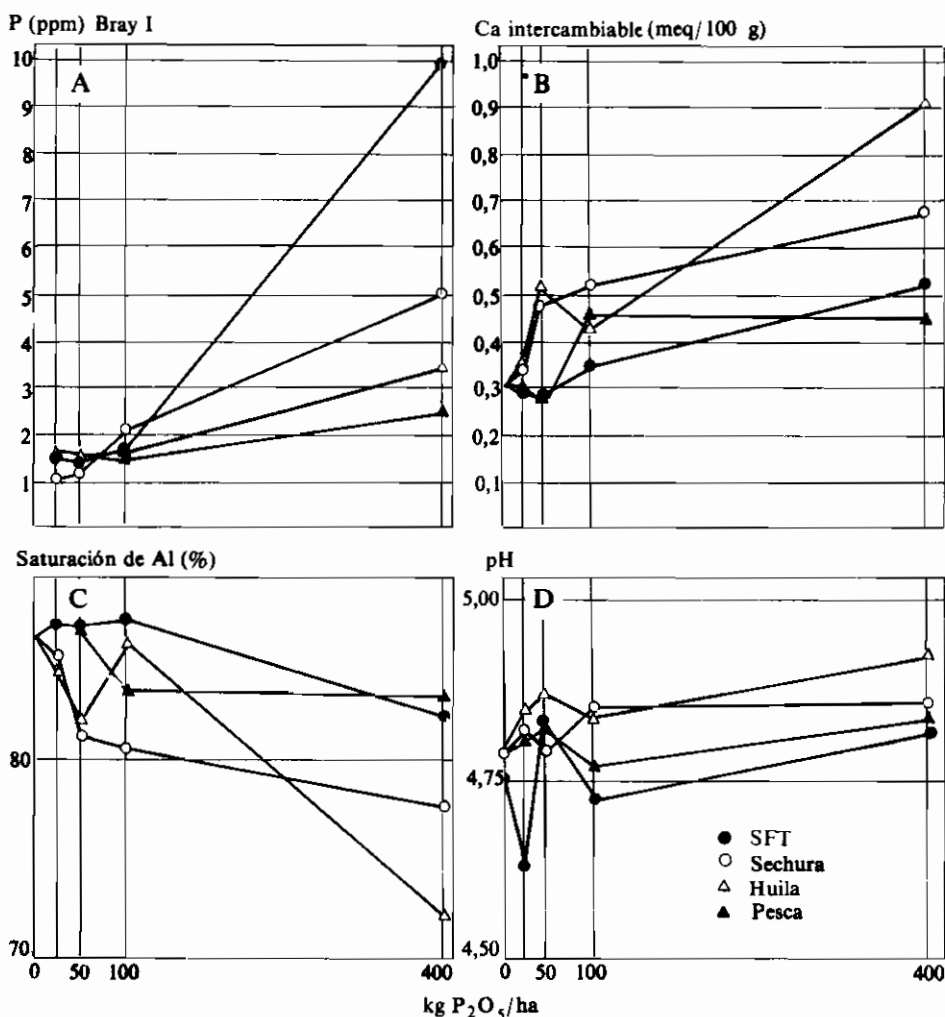 P (ppm) Bray I
A
10
9
8
7
6
5
4
3
2
1
Ca intercambiable (meq/100 g)
B
1,0
0,9
0,8
0,7
0,6
0,5
0,4
0,3
0,2
0,1
Saturación de Al (%)
C
80
70
0 50 100 400
pH
D
5,00
4,75
4,50
● SFT
○ Sechura
△ Huila
▲ Pesca
0 50 100 400
kg P₂O₅/ha